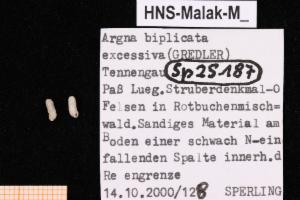 HNS-Malak-M_
Argna biplicata
excessiva (GREDLER)
Tennengau Sp25187
Paß Lueg. Struberdenkmal-O
Felsen in Rotbuchenmisch=
wald. Sandiges Material am
Boden einer schwach N-ein
fallenden Spalte innerh.d
Re engrenze
14.10.2000/128 SPERLING